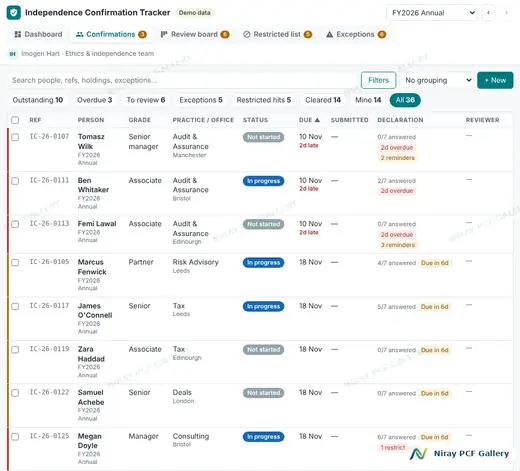 Independence Confirmation Tracker Demo data FY2026 Annual
Dashboard Confirmations 3 Review board 6 Restricted list 5 Exceptions 6
IH Imogen Hart · Ethics & independence team
Search people, refs, holdings, exceptions... Filters No grouping + New
Outstanding 10 Overdue 3 To review 6 Exceptions 5 Restricted hits 5 Cleared 14 Mine 14 All 36
REF PERSON GRADE PRACTICE / OFFICE STATUS DUE ▲ SUBMITTED DECLARATION REVIEWER
IC-26-0107 Tomasz Wilk FY2026 Annual Senior manager Audit & Assurance Manchester Not started 10 Nov 2d late — 0/7 answered 2d overdue 2 reminders —
IC-26-0111 Ben Whitaker FY2026 Annual Associate Audit & Assurance Bristol In progress 10 Nov 2d late — 2/7 answered 2d overdue —
IC-26-0113 Femi Lawal FY2026 Annual Associate Audit & Assurance Edinburgh Not started 10 Nov 2d late — 0/7 answered 2d overdue 3 reminders —
IC-26-0105 Marcus Fenwick FY2026 Annual Partner Risk Advisory Leeds In progress 18 Nov — 4/7 answered Due in 6d —
IC-26-0117 James O'Connell FY2026 Annual Senior Tax Leeds In progress 18 Nov — 5/7 answered Due in 6d —
IC-26-0119 Zara Haddad FY2026 Annual Associate Tax Edinburgh Not started 18 Nov — 0/7 answered Due in 6d —
IC-26-0122 Samuel Achebe FY2026 Annual Senior Deals London Not started 18 Nov — 0/7 answered Due in 6d —
IC-26-0125 Megan Doyle FY2026 Annual Manager Consulting Bristol In progress 18 Nov — 6/7 answered Due in 6d 1 restrict —
Niray PCF Gallery